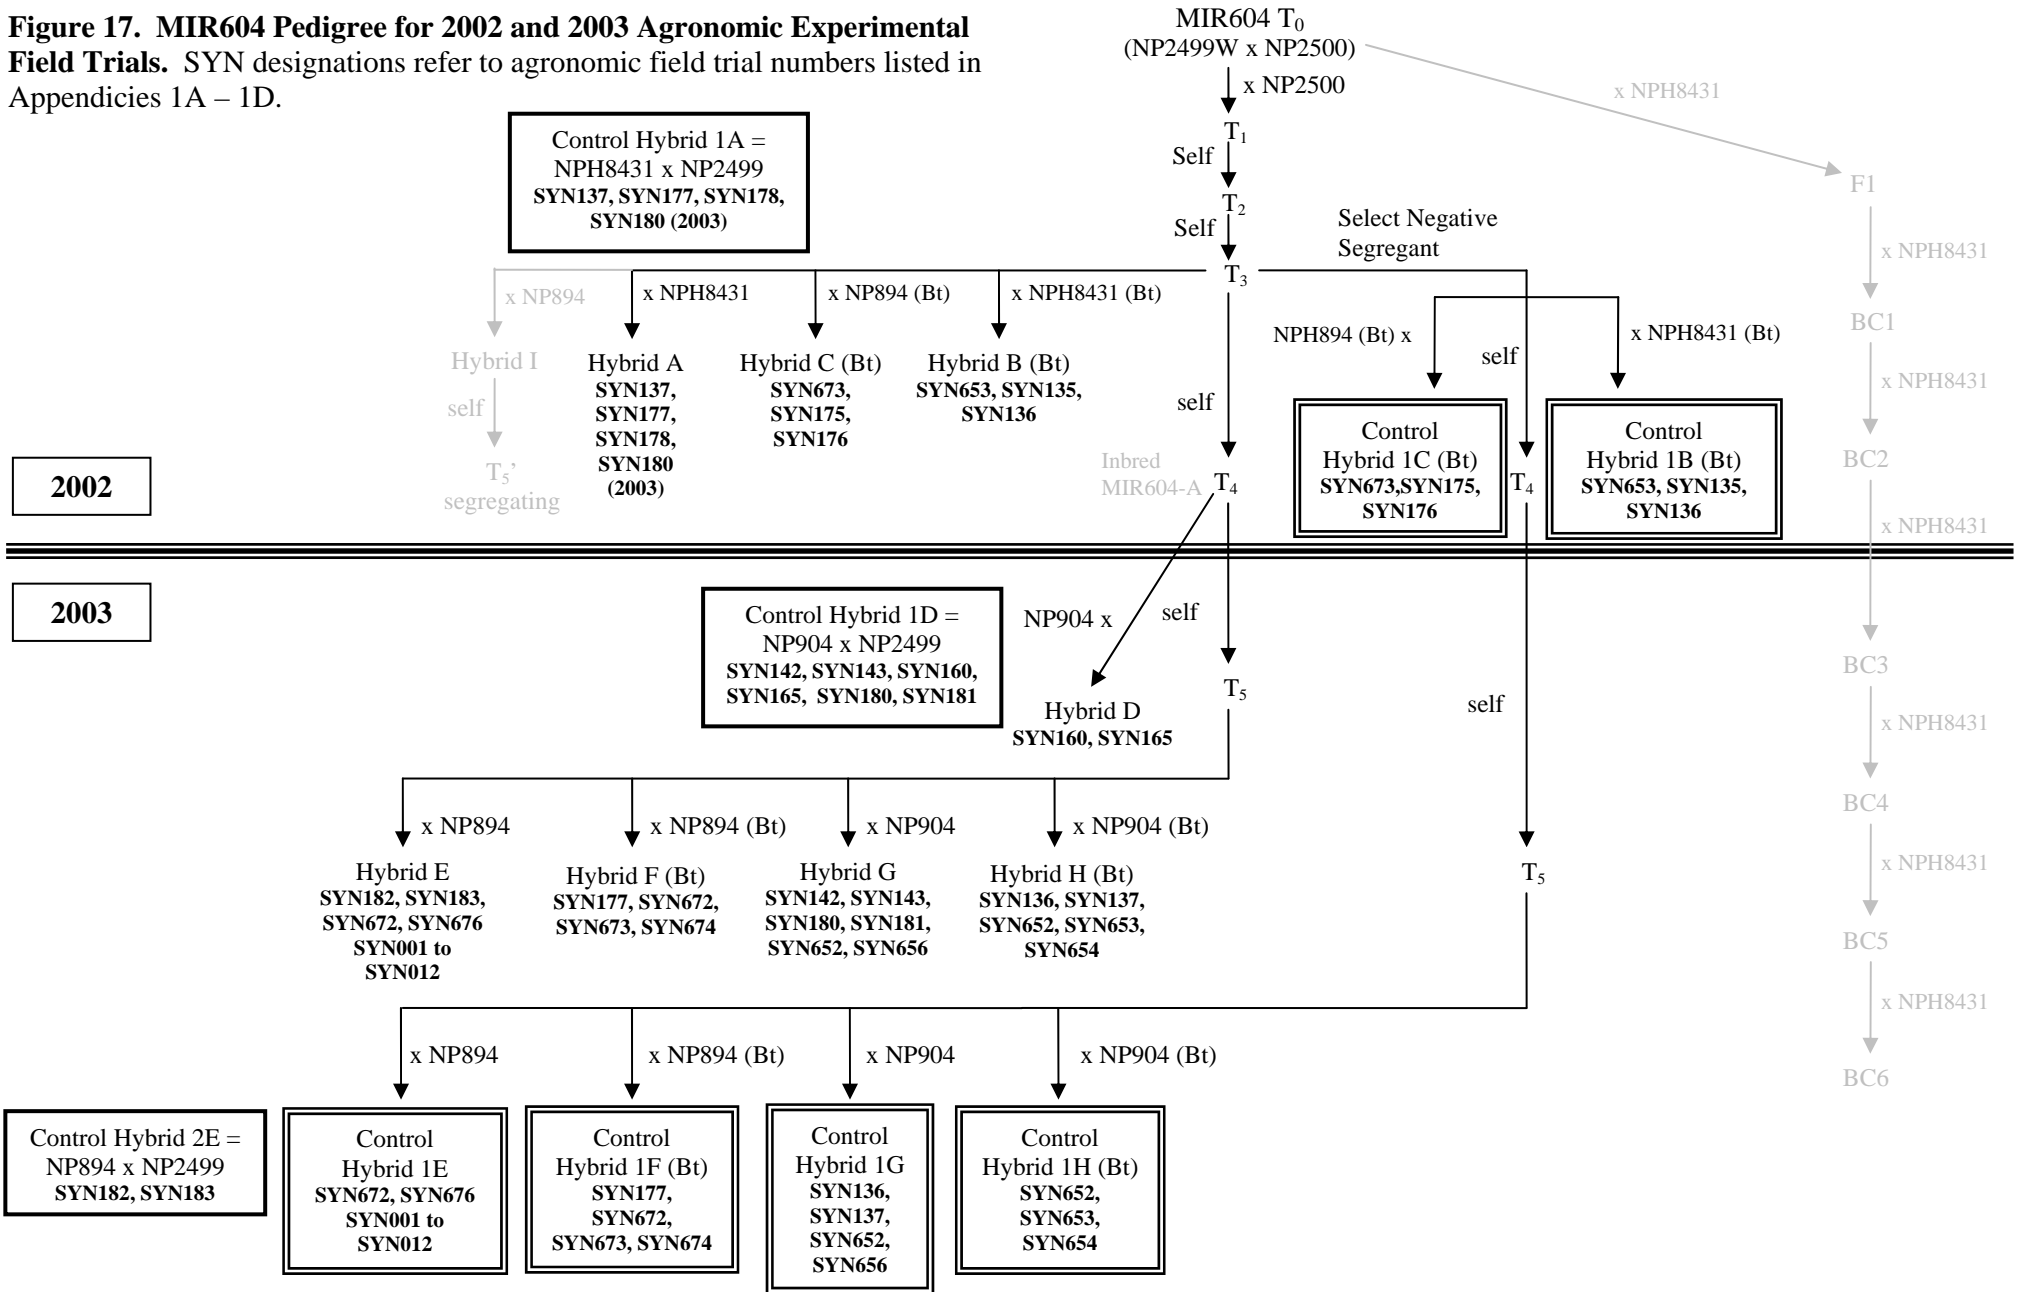 Figure 17. MIR604 Pedigree for 2002 and 2003 Agronomic Experimental
Field Trials. SYN designations refer to agronomic field trial numbers listed in
Appendicies 1A – 1D.
MIR604 T0
(NP2499W x NP2500)
x NP2500
x NPH8431
T1
Self
T2
Self
T3
Select Negative
Segregant
Control Hybrid 1A =
NPH8431 x NP2499
SYN137, SYN177, SYN178,
SYN180 (2003)
F1
x NPH8431
BC1
x NPH8431
BC2
x NPH8431
x NP894
x NPH8431
x NP894 (Bt)
x NPH8431 (Bt)
Hybrid I
self
T5’
segregating
Hybrid A
SYN137,
SYN177,
SYN178,
SYN180
(2003)
Hybrid C (Bt)
SYN673,
SYN175,
SYN176
Hybrid B (Bt)
SYN653, SYN135,
SYN136
self
Inbred
MIR604-A
T4
NPH894 (Bt) x
self
x NPH8431 (Bt)
Control
Hybrid 1C (Bt)
SYN673,SYN175,
SYN176
T4
Control
Hybrid 1B (Bt)
SYN653, SYN135,
SYN136
2002
2003
Control Hybrid 1D =
NP904 x NP2499
SYN142, SYN143, SYN160,
SYN165, SYN180, SYN181
NP904 x
self
T5
Hybrid D
SYN160, SYN165
self
BC3
x NPH8431
BC4
x NPH8431
BC5
x NPH8431
BC6
x NP894
x NP894 (Bt)
x NP904
x NP904 (Bt)
Hybrid E
SYN182, SYN183,
SYN672, SYN676
SYN001 to
SYN012
Hybrid F (Bt)
SYN177, SYN672,
SYN673, SYN674
Hybrid G
SYN142, SYN143,
SYN180, SYN181,
SYN652, SYN656
Hybrid H (Bt)
SYN136, SYN137,
SYN652, SYN653,
SYN654
T5
x NP894
x NP894 (Bt)
x NP904
x NP904 (Bt)
Control Hybrid 2E =
NP894 x NP2499
SYN182, SYN183
Control
Hybrid 1E
SYN672, SYN676
SYN001 to
SYN012
Control
Hybrid 1F (Bt)
SYN177,
SYN672,
SYN673, SYN674
Control
Hybrid 1G
SYN136,
SYN137,
SYN652,
SYN656
Control
Hybrid 1H (Bt)
SYN652,
SYN653,
SYN654